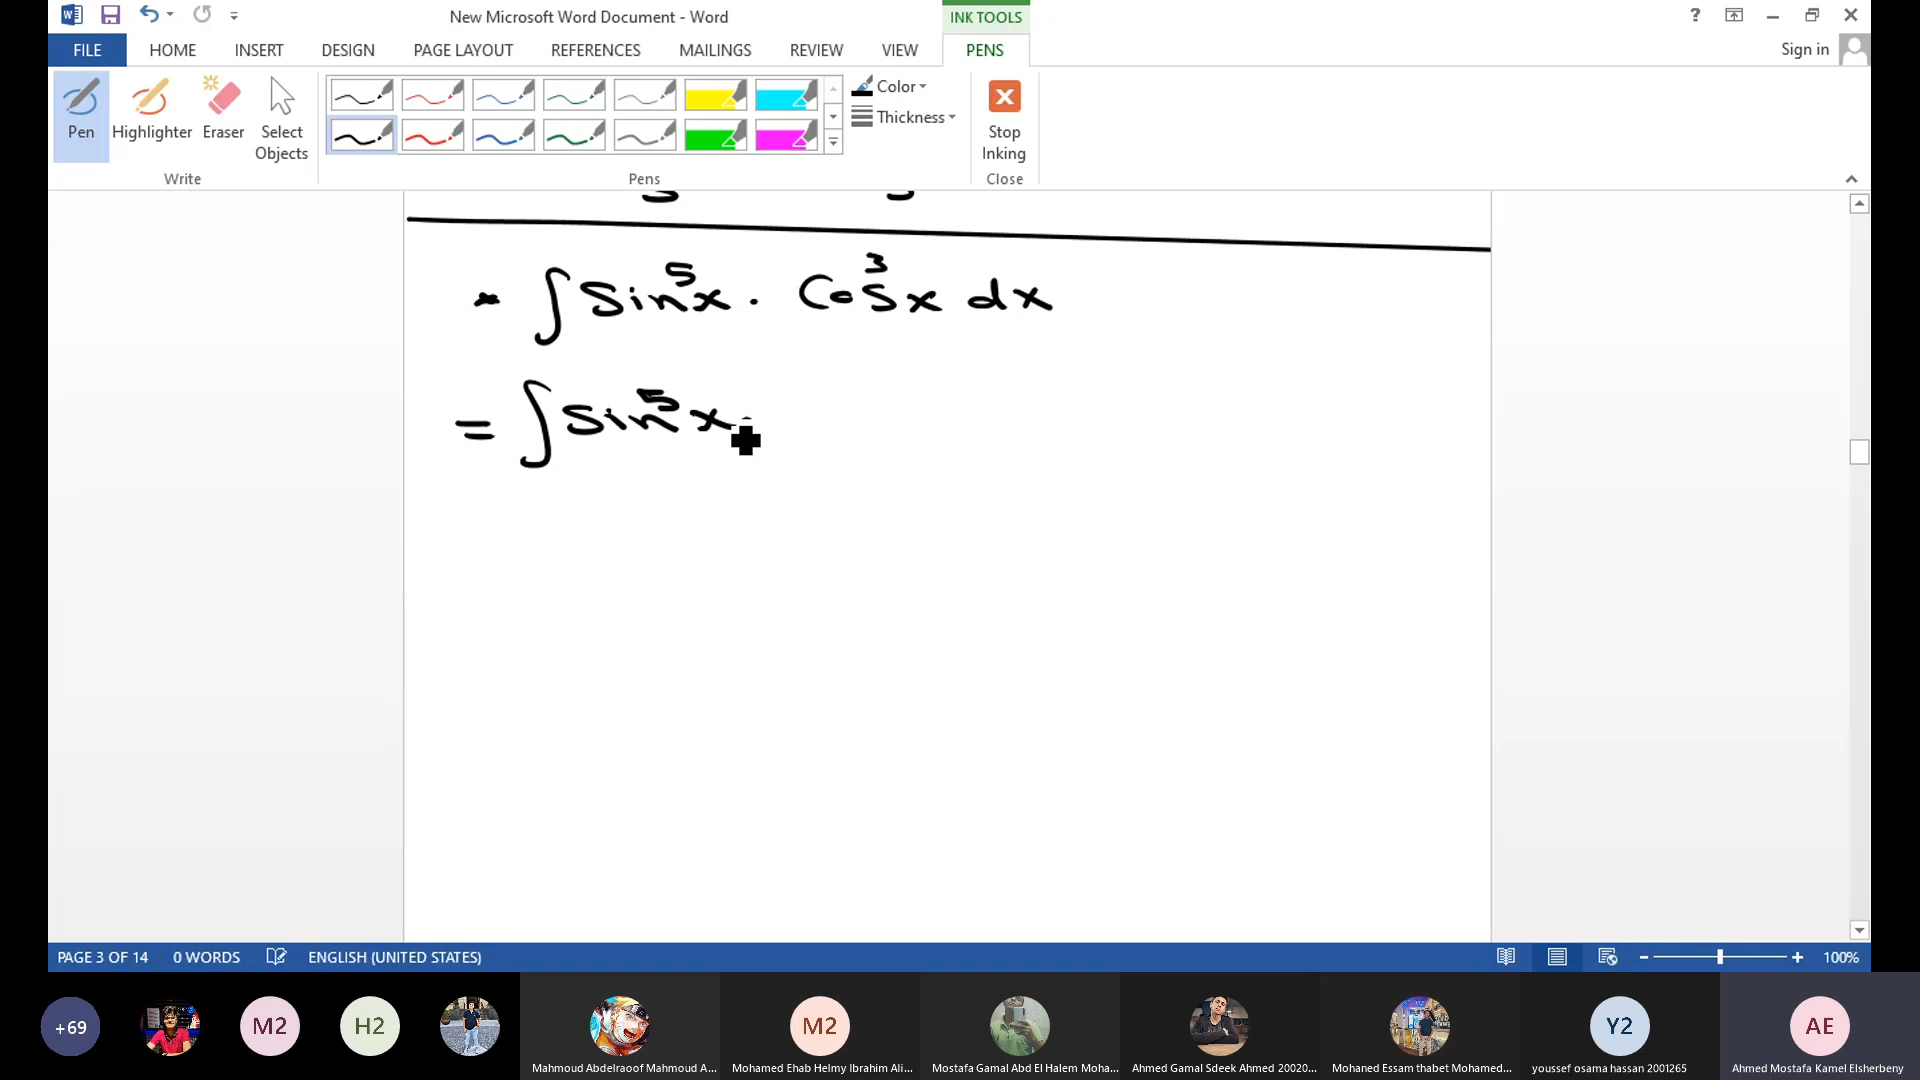 New Microsoft Word Document - Word
INK TOOLS
?
FILE
HOME
INSERT
DESIGN
PAGE LAYOUT
REFERENCES
MAILINGS
REVIEW
VIEW
PENS
Sign in
Pen
Highlighter
Eraser
Select
Objects
Color
Thickness
Stop
Inking
Write
Pens
Close
- ∫ Sin⁵x . Cos³x dx
= ∫ Sin⁵x
PAGE 3 OF 14
0 WORDS
ENGLISH (UNITED STATES)
100%
+69
M2
H2
M2
Y2
AE
Mahmoud Abdelraoof Mahmoud A...
Mohamed Ehab Helmy Ibrahim Ali...
Mostafa Gamal Abd El Halem Moha...
Ahmed Gamal Sdeek Ahmed 20020...
Mohaned Essam thabet Mohamed...
youssef osama hassan 2001265
Ahmed Mostafa Kamel Elsherbeny